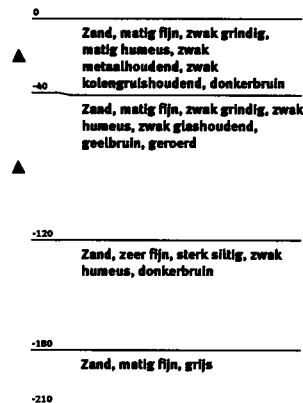 0
Zand, matig fijn, zwak grindig,
matig humeus, zwak
metaalhoudend, zwak
kolengruishoudend, donkerbruin
-40
Zand, matig fijn, zwak grindig, zwak
humeus, zwak glashoudend,
geelbruin, geroerd
-120
Zand, zeer fijn, sterk siltig, zwak
humeus, donkerbruin
-180
Zand, matig fijn, grijs
-210